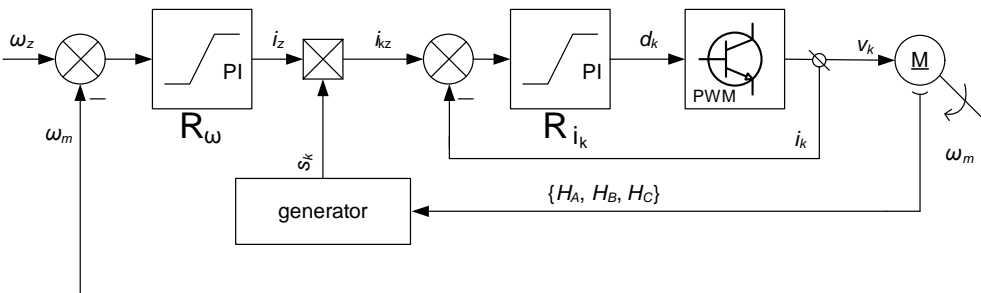 ω_z
i_z
i_kz
d_k
v_k
M
PI
PI
PWM
R_ω
R_i_k
ω_m
s_k
i_k
ω_m
{H_A, H_B, H_C}
generator